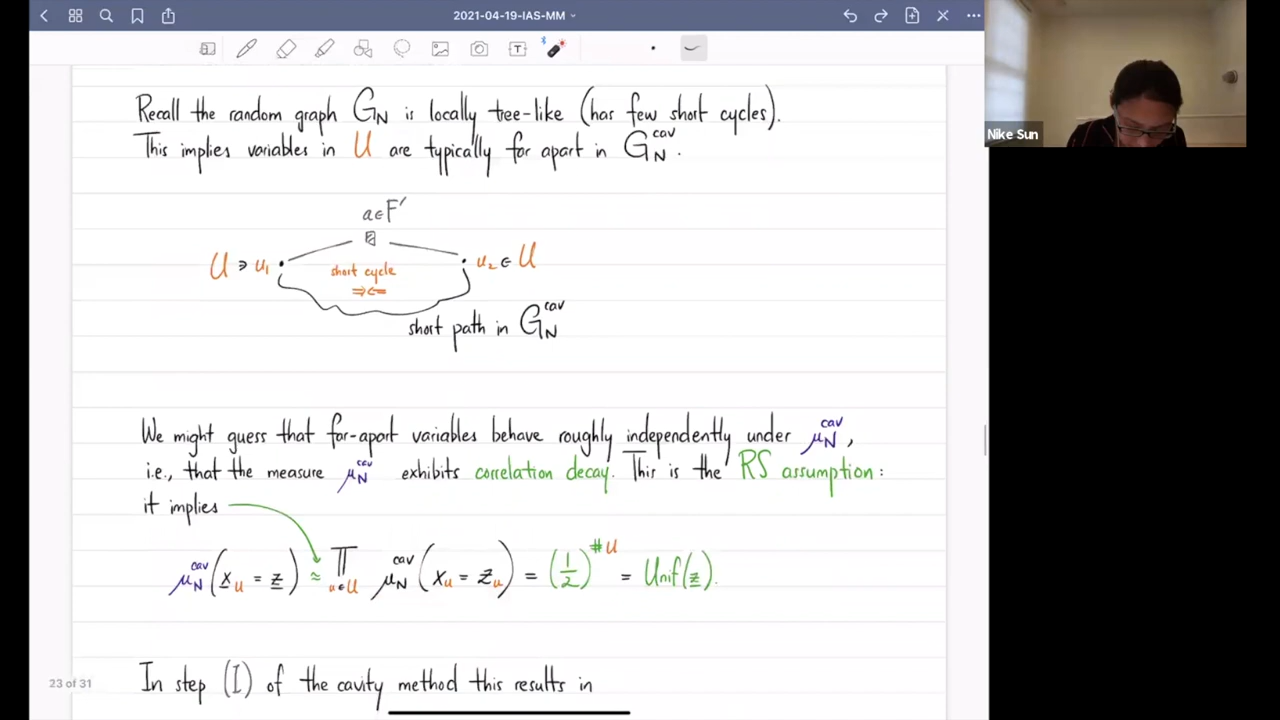 2021-04-19-IAS-MM
Nike Sun
Recall the random graph G_N is locally tree-like (has few short cycles).
This implies variables in U are typically far apart in G_N^cav.
a∈F′
U ∋ u₁
short cycle
⇒⇐
u₂ ∈ U
short path in G_N^cav
We might guess that far-apart variables behave roughly independently under μ_N^cav,
i.e., that the measure μ_N^cav exhibits correlation decay. This is the RS assumption:
it implies
μ_N^cav(x_U = z) ≈ ∏_{u∈U} μ_N^cav(x_u = z_u) = (1/2)^{#U} = Unif(z).
In step (I) of the cavity method this results in
23 of 31